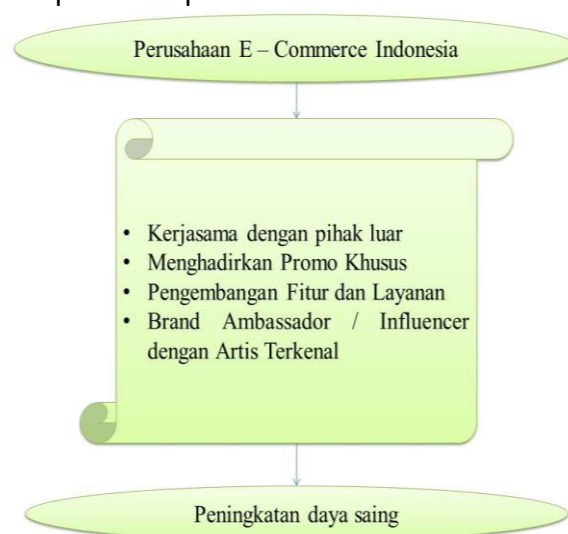 Perusahaan E – Commerce Indonesia
• Kerjasama dengan pihak luar
• Menghadirkan Promo Khusus
• Pengembangan Fitur dan Layanan
• Brand Ambassador / Influencer
dengan Artis Terkenal
Peningkatan daya saing